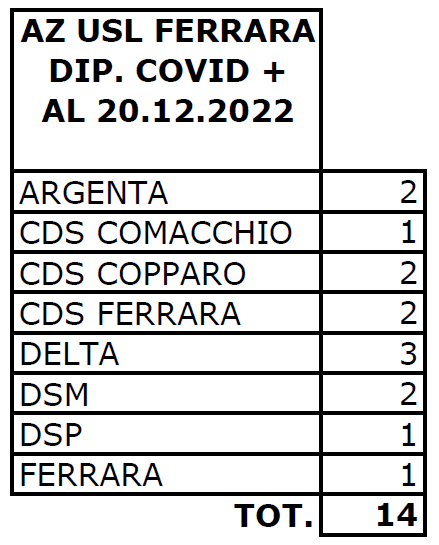 AZ USL FERRARA
DIP. COVID +
AL 20.12.2022
ARGENTA 2
CDS COMACCHIO 1
CDS COPPARO 2
CDS FERRARA 2
DELTA 3
DSM 2
DSP 1
FERRARA 1
TOT. 14